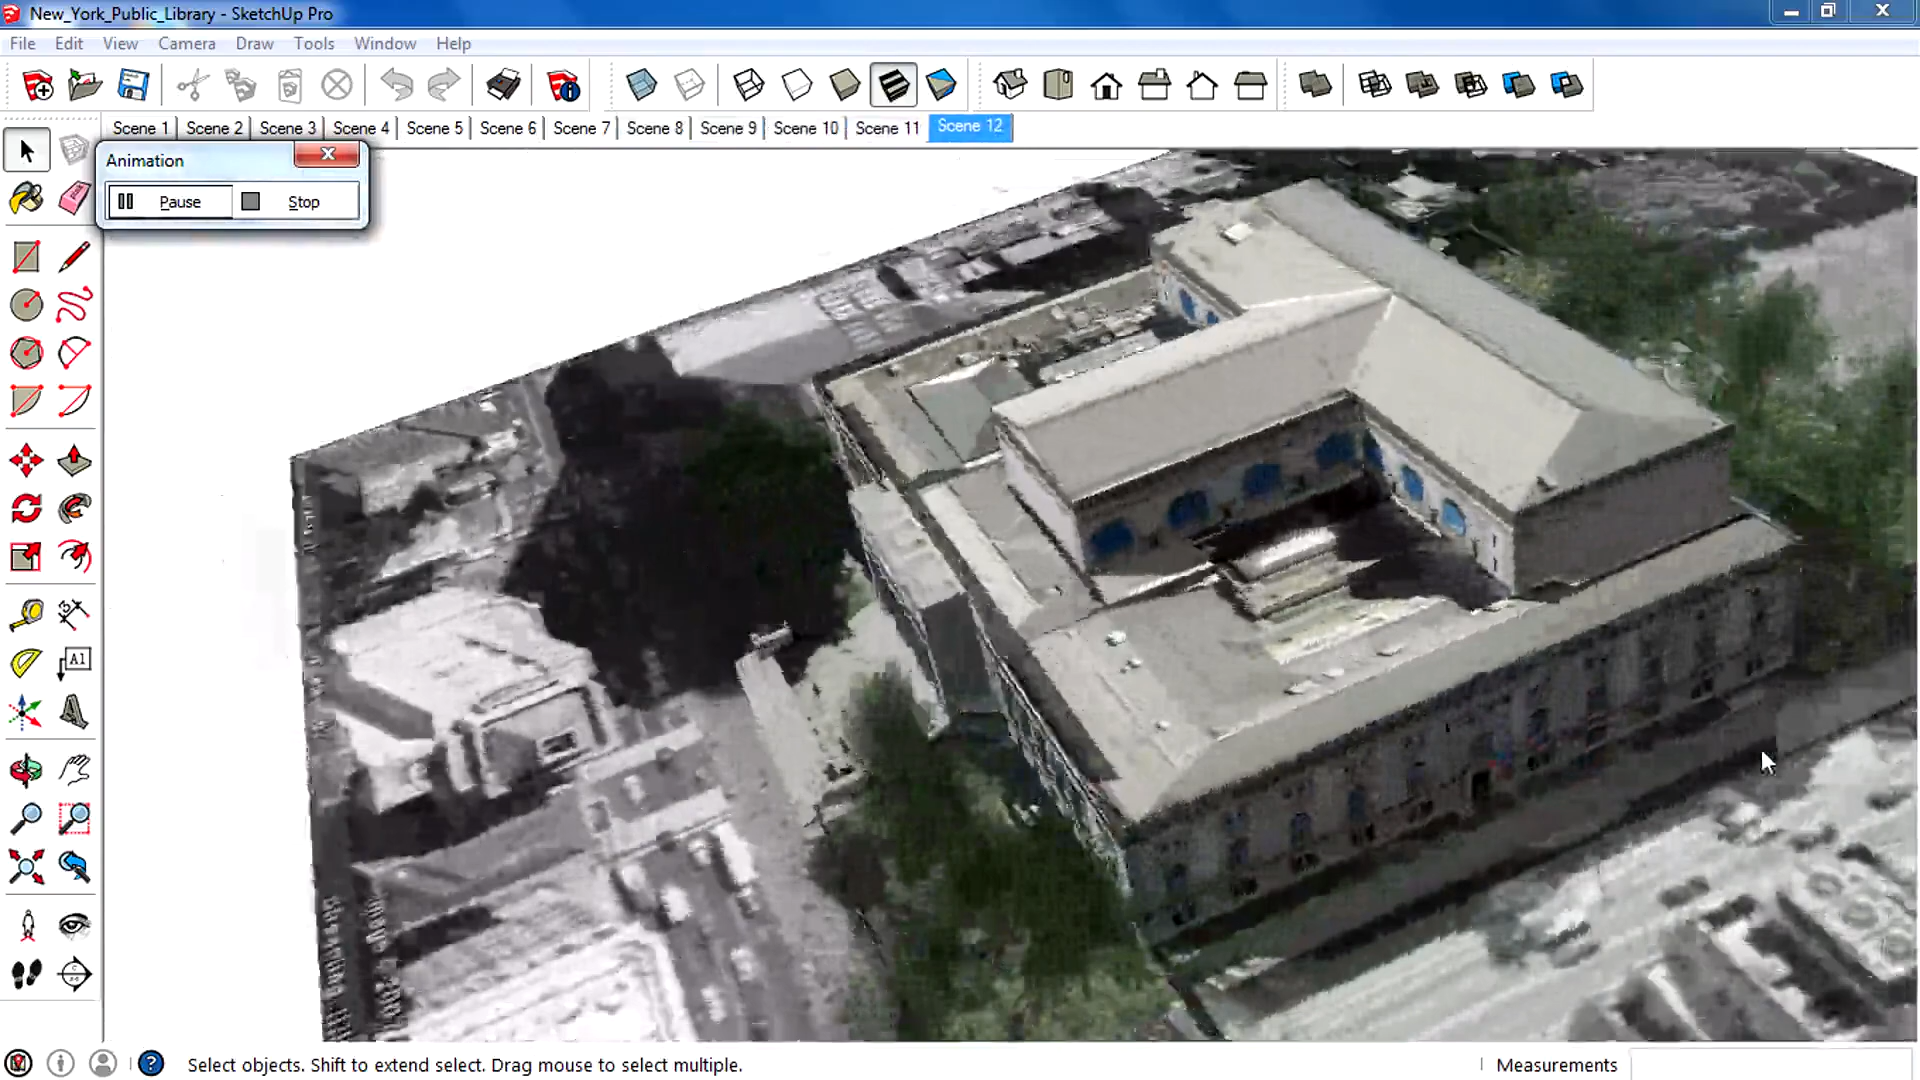 New_York_Public_Library - SketchUp Pro
File Edit View Camera Draw Tools Window Help
Scene 1 Scene 2 Scene 3 Scene 4 Scene 5 Scene 6 Scene 7 Scene 8 Scene 9 Scene 10 Scene 11 Scene 12
Animation
Pause Stop
A1
Select objects. Shift to extend select. Drag mouse to select multiple.
Measurements